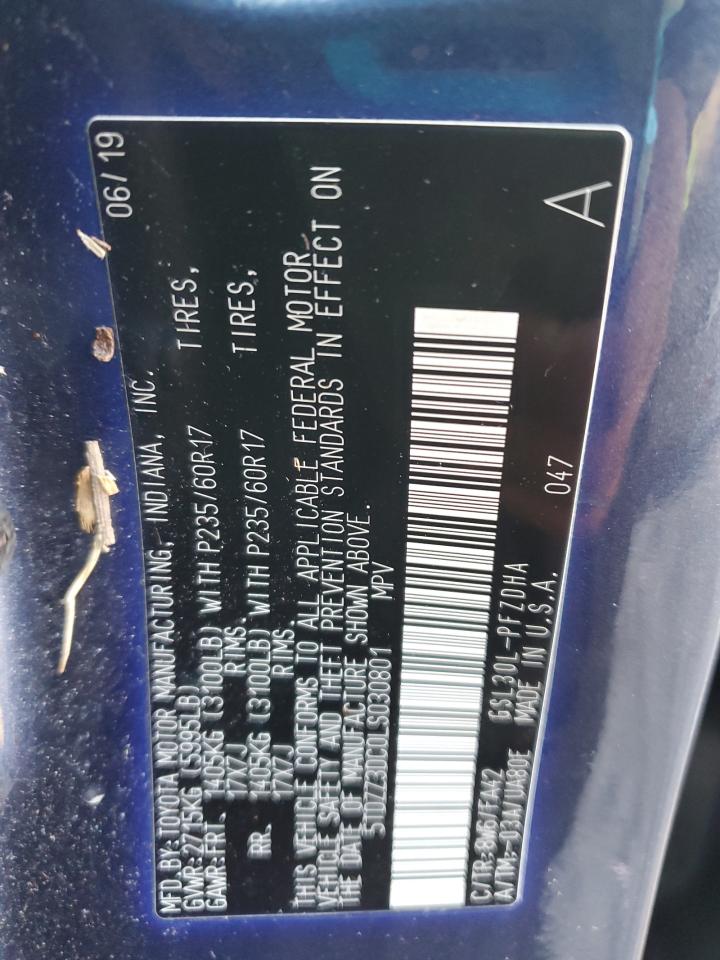 MFD. BY: TOYOTA MOTOR MANUFACTURING, INDIANA, INC. 06/19
GVWR: 2715KG (5995LB)
GAWR: FRT. 1405KG (3100LB) WITH P235/60R17 TIRES,
17X7J RIMS,
RR. 1405KG (3100LB) WITH P235/60R17 TIRES,
17X7J RIMS.
THIS VEHICLE CONFORMS TO ALL APPLICABLE FEDERAL MOTOR
VEHICLE SAFETY AND THEFT PREVENTION STANDARDS IN EFFECT ON
THE DATE OF MANUFACTURE SHOWN ABOVE.
MPV
C/TR: 8W6/FA42 GSL30L-PFZDHA 047
A/TM: -03A/UA80E MADE IN U.S.A.
A